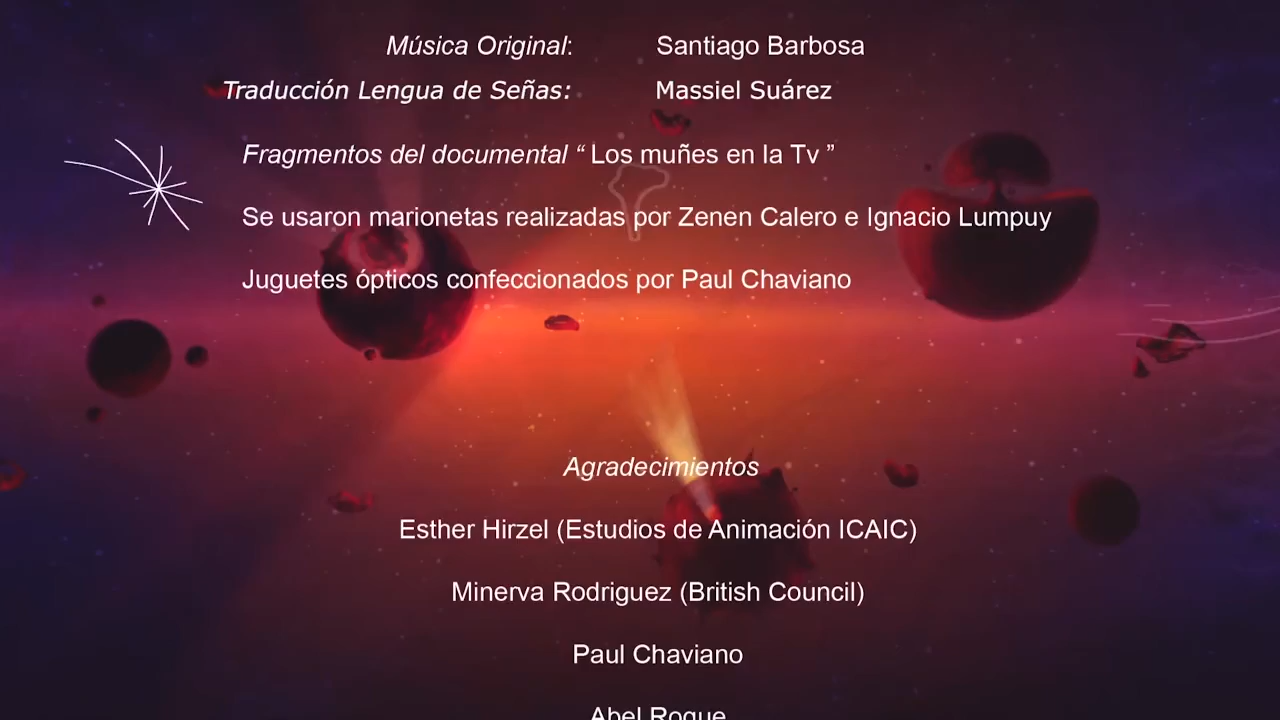 Música Original: Santiago Barbosa
Traducción Lengua de Señas: Massiel Suárez
Fragmentos del documental “ Los muñes en la Tv ”
Se usaron marionetas realizadas por Zenen Calero e Ignacio Lumpuy
Juguetes ópticos confeccionados por Paul Chaviano
Agradecimientos
Esther Hirzel (Estudios de Animación ICAIC)
Minerva Rodriguez (British Council)
Paul Chaviano
Abel Roque